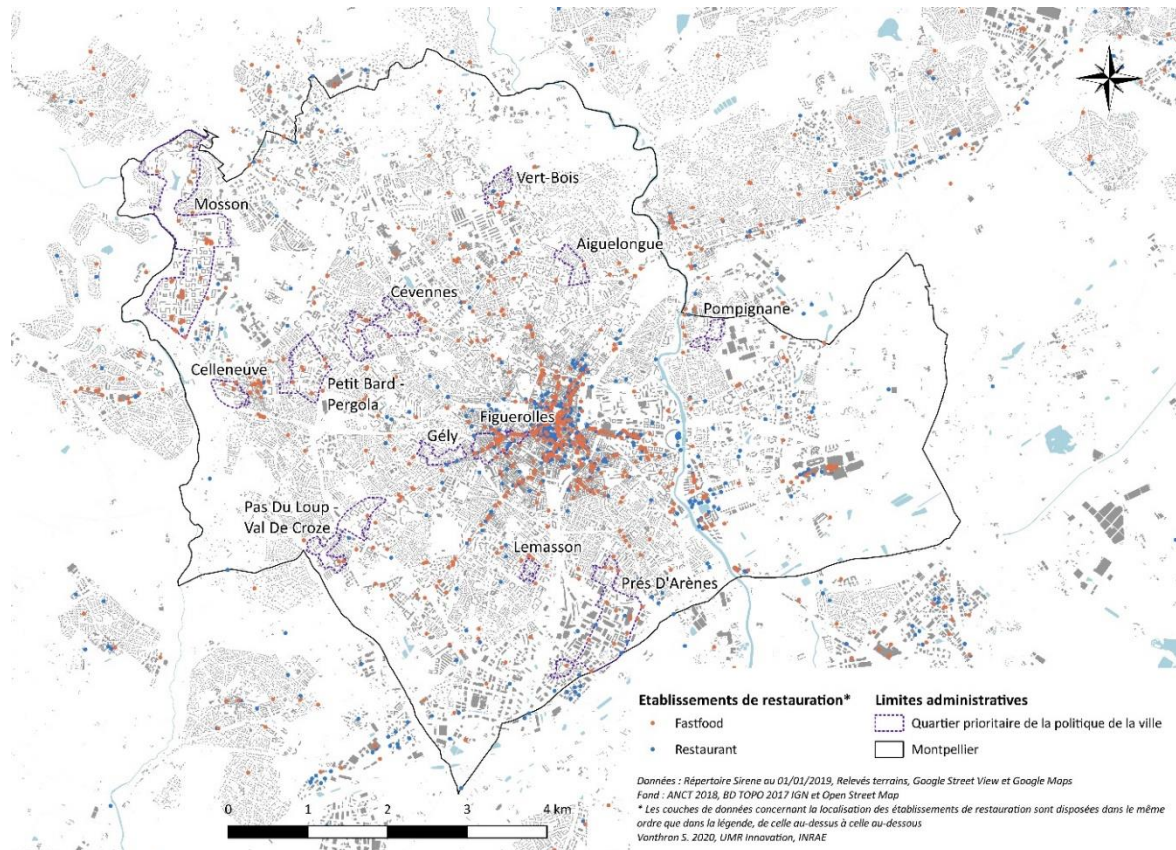 Vert-Bois
Mosson
Aiguelongue
Cevennes
Pompignane
Celleneuve
Petit Bard -
Pergola
Figuerolles
Gély
Pas Du Loup
Val De Croze
Lemasson
Prés D'Arènes
Etablissements de restauration*
Fastfood
Restaurant
Limites administratives
Quartier prioritaire de la politique de la ville
Montpellier
Données : Répertoire Sirene au 01/01/2019, Relevés terrains, Google Street View et Google Maps
Fond : ANCT 2018, BD TOPO 2017 IGN et Open Street Map
* Les couches de données concernant la localisation des établissements de restauration sont disposées dans le même
ordre que dans la légende, de celle au-dessus à celle au-dessous
Vonthron S. 2020, UMR Innovation, INRAE
0 1 2 3 4 km